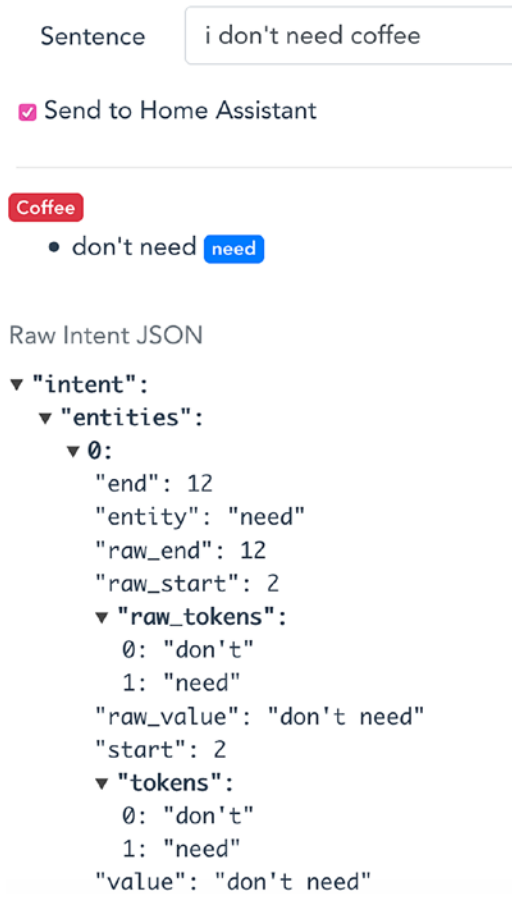 Sentence i don't need coffee
Send to Home Assistant
Coffee
• don't need need
Raw Intent JSON
▼ "intent":
▼ "entities":
▼ 0:
"end": 12
"entity": "need"
"raw_end": 12
"raw_start": 2
▼ "raw_tokens":
0: "don't"
1: "need"
"raw_value": "don't need"
"start": 2
▼ "tokens":
0: "don't"
1: "need"
"value": "don't need"